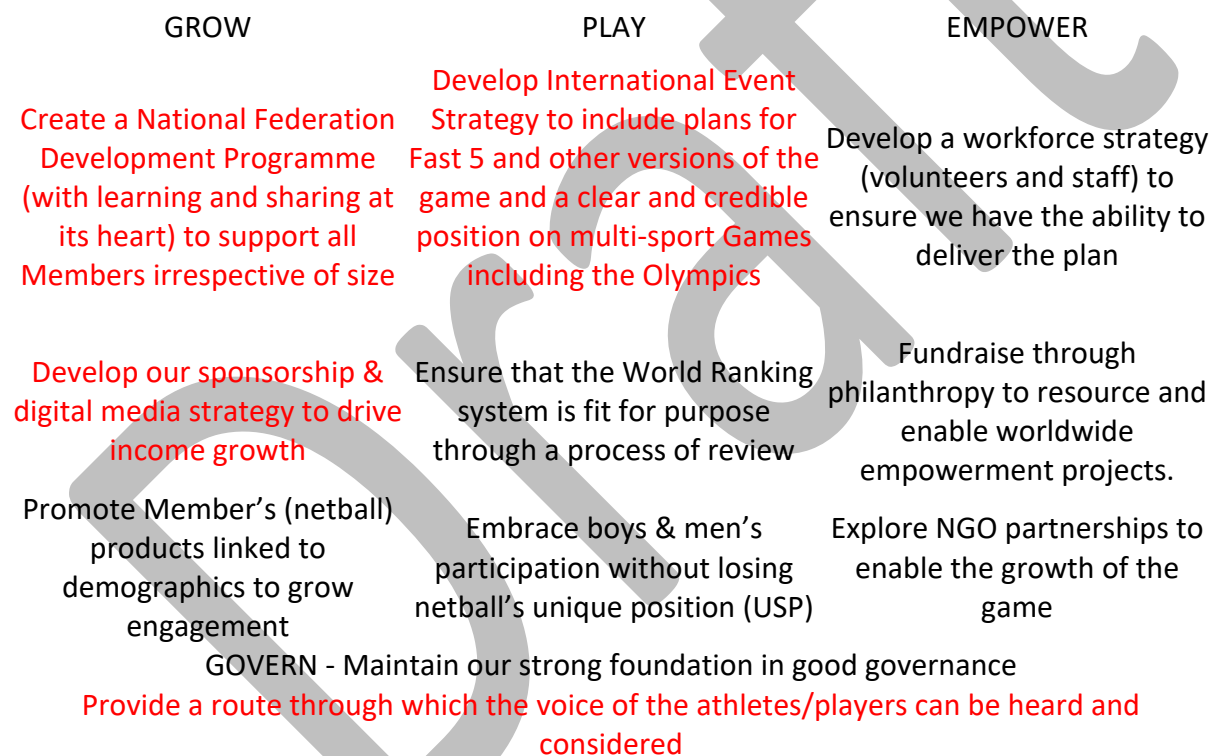 GROW
PLAY
EMPOWER
Create a National Federation
Development Programme
(with learning and sharing at
its heart) to support all
Members irrespective of size
Develop International Event
Strategy to include plans for
Fast 5 and other versions of the
game and a clear and credible
position on multi-sport Games
including the Olympics
Develop a workforce strategy
(volunteers and staff) to
ensure we have the ability to
deliver the plan
Develop our sponsorship &
digital media strategy to drive
income growth
Ensure that the World Ranking
system is fit for purpose
through a process of review
Fundraise through
philanthropy to resource and
enable worldwide
empowerment projects.
Promote Member’s (netball)
products linked to
demographics to grow
engagement
Embrace boys & men’s
participation without losing
netball’s unique position (USP)
Explore NGO partnerships to
enable the growth of the
game
GOVERN - Maintain our strong foundation in good governance
Provide a route through which the voice of the athletes/players can be heard and
considered
Draft